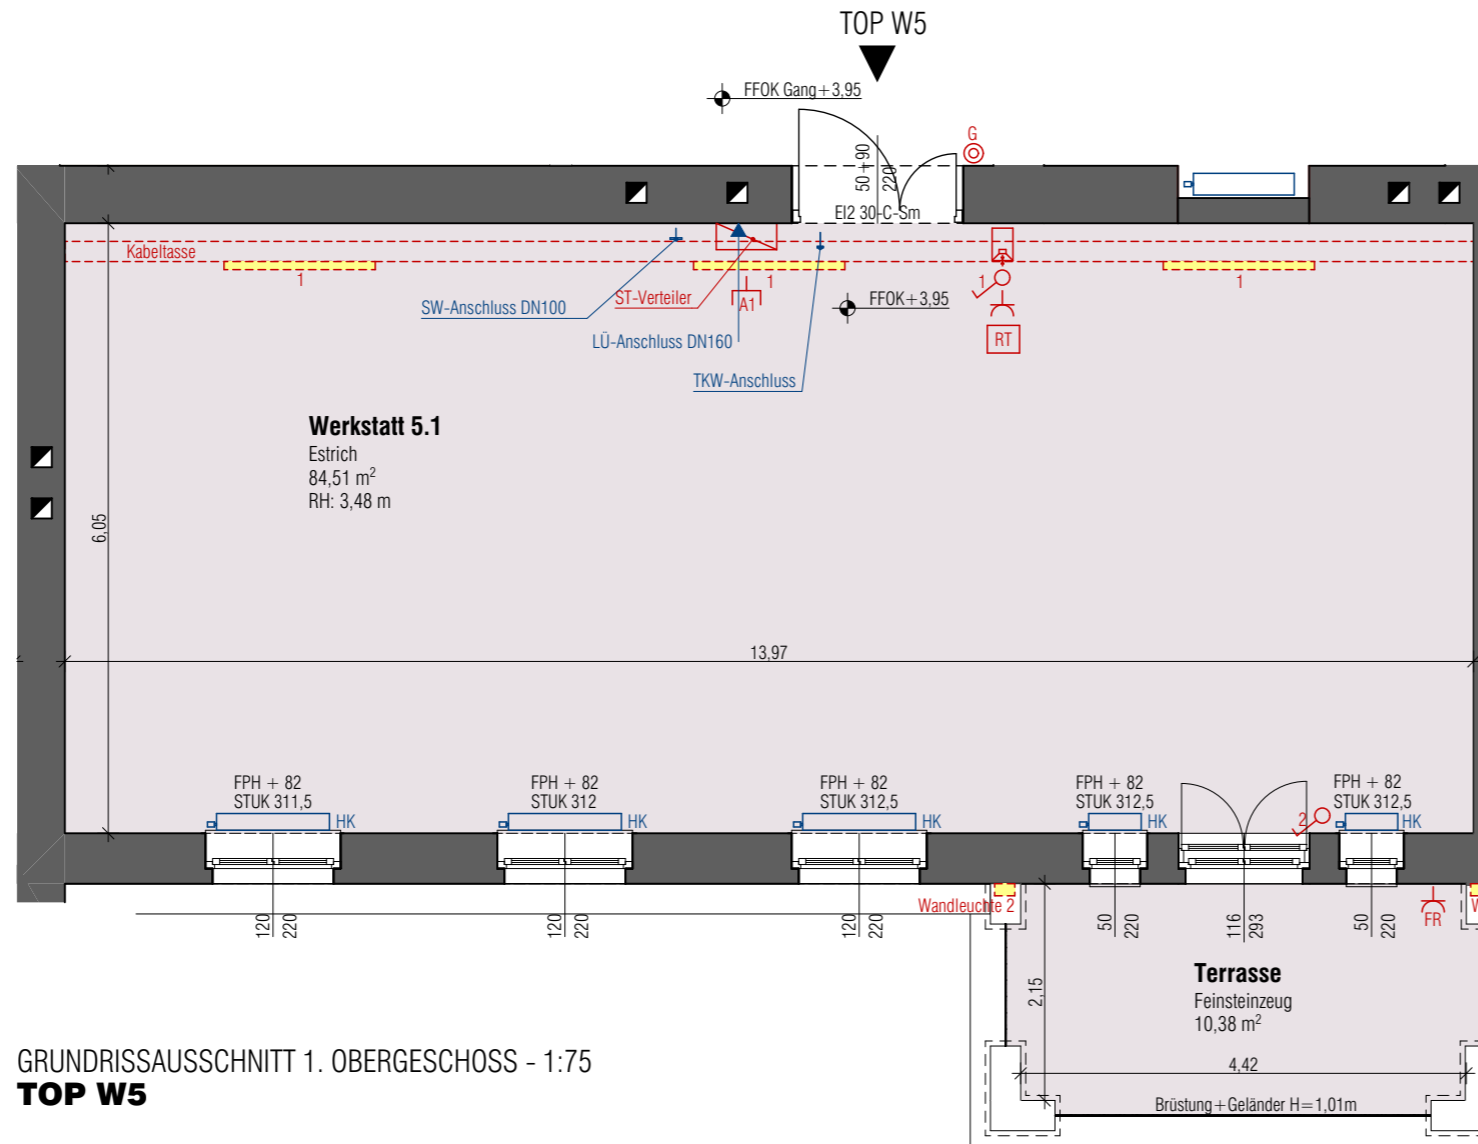 TOP W5
FFOK Gang+3,95
G
50+90
220
EI2 30-C-Sm
Kabeltasse
1
1
1
1
SW-Anschluss DN100
ST-Verteiler
A1
FFOK+3,95
LÜ-Anschluss DN160
RT
TKW-Anschluss
Werkstatt 5.1
Estrich
84,51 m²
RH: 3,48 m
6,05
13,97
FPH + 82
STUK 311,5
HK
FPH + 82
STUK 312
HK
FPH + 82
STUK 312,5
HK
FPH + 82
STUK 312,5
HK
2
FPH + 82
STUK 312,5
HK
Wandleuchte 2
FR
W
120
220
120
220
120
220
50
220
116
293
50
220
Terrasse
Feinsteinzeug
10,38 m²
2,15
4,42
Brüstung+Geländer H=1,01m
GRUNDRISSAUSSCHNITT 1. OBERGESCHOSS - 1:75
TOP W5